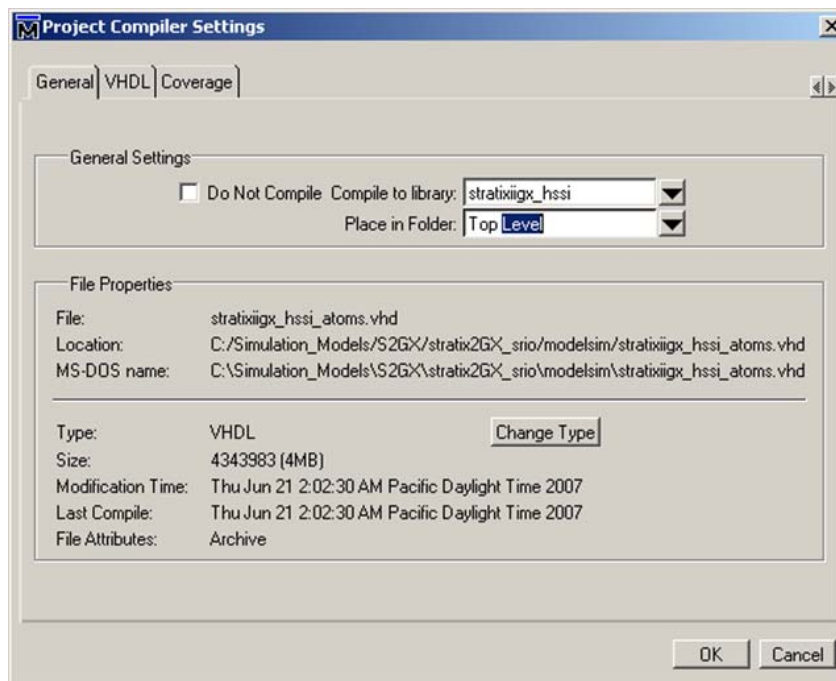 Project Compiler Settings
General VHDL Coverage
General Settings
Do Not Compile Compile to library: stratixiigx_hssi
Place in Folder: Top Level
File Properties
File: stratixiigx_hssi_atoms.vhd
Location: C:/Simulation_Models/S2GX/stratix2GX_srio/modelsim/stratixiigx_hssi_atoms.vhd
MS-DOS name: C:\Simulation_Models\S2GX\stratix2GX_srio\modelsim\stratixiigx_hssi_atoms.vhd
Type: VHDL Change Type
Size: 4343983 (4MB)
Modification Time: Thu Jun 21 2:02:30 AM Pacific Daylight Time 2007
Last Compile: Thu Jun 21 2:02:30 AM Pacific Daylight Time 2007
File Attributes: Archive
OK Cancel